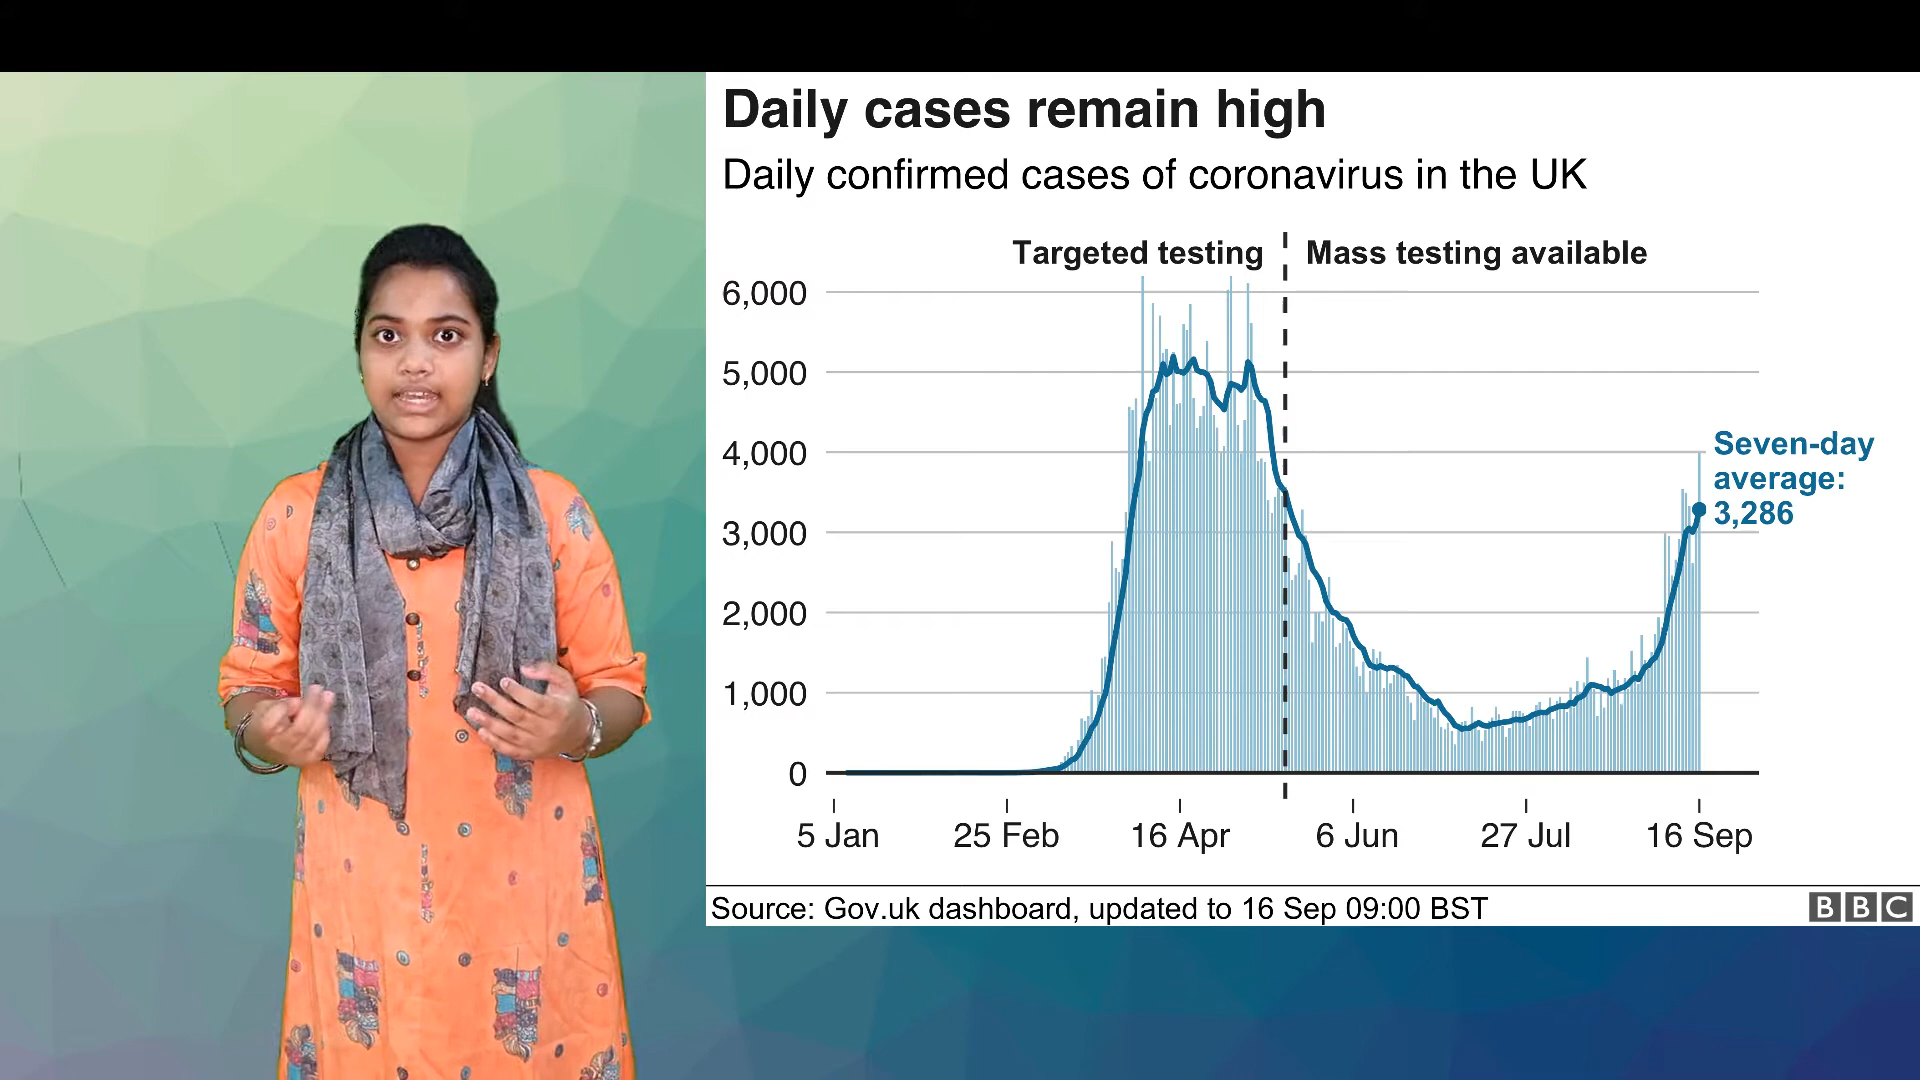 Daily cases remain high
Daily confirmed cases of coronavirus in the UK
Targeted testing
Mass testing available
6,000
5,000
4,000
3,000
2,000
1,000
0
Seven-day
average:
3,286
5 Jan
25 Feb
16 Apr
6 Jun
27 Jul
16 Sep
Source: Gov.uk dashboard, updated to 16 Sep 09:00 BST
BBC